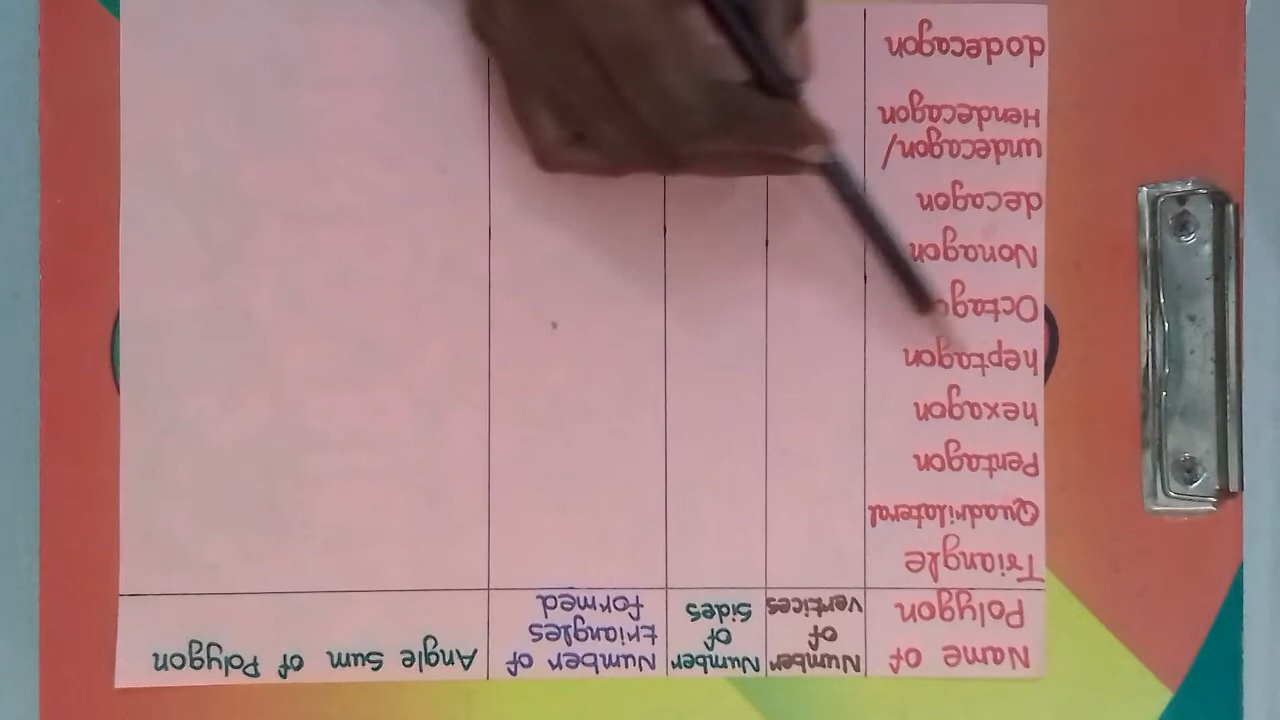 Name of
Polygon
Number
of
vertices
Number
of
Sides
Number of
triangles
formed
Angle Sum of Polygon
Triangle
Quadrilateral
Pentagon
hexagon
heptagon
Nonagon
decagon
undecagon/
Hendecagon
dodecagon